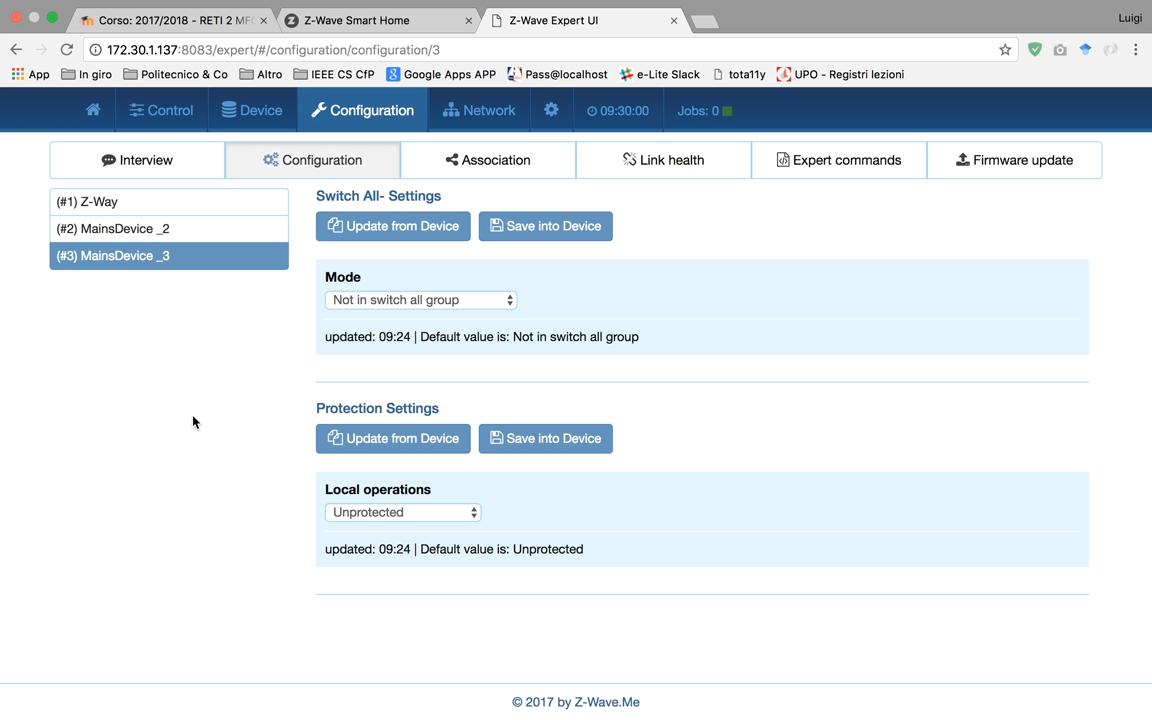 Corso: 2017/2018 - RETI 2 MFC
Z-Wave Smart Home
Z-Wave Expert UI
Luigi
172.30.1.137:8083/expert/#/configuration/configuration/3
App In giro Politecnico & Co Altro IEEE CS CfP Google Apps APP Pass@localhost e-Lite Slack tota11y UPO - Registri lezioni
Control Device Configuration Network 09:30:00 Jobs: 0
Interview Configuration Association Link health Expert commands Firmware update
(#1) Z-Way
(#2) MainsDevice _2
(#3) MainsDevice _3
Switch All- Settings
Update from Device Save into Device
Mode
Not in switch all group
updated: 09:24 | Default value is: Not in switch all group
Protection Settings
Update from Device Save into Device
Local operations
Unprotected
updated: 09:24 | Default value is: Unprotected
© 2017 by Z-Wave.Me